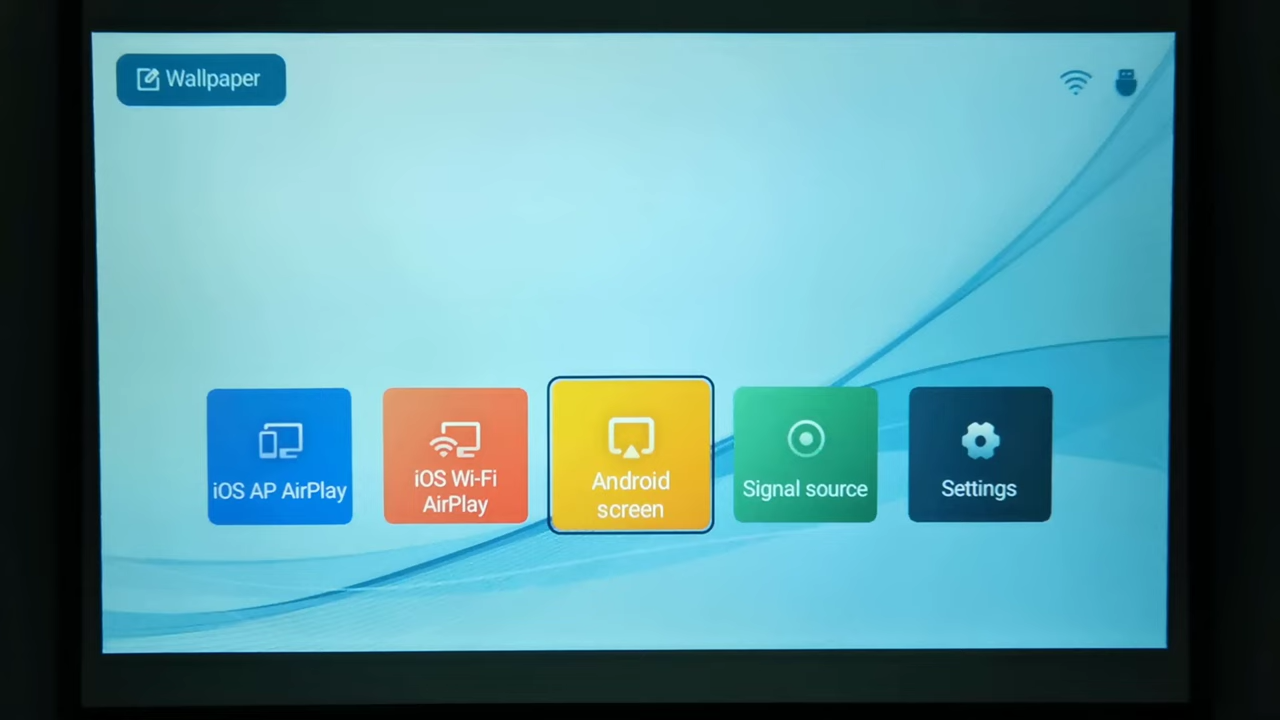 Wallpaper
iOS AP AirPlay
iOS Wi-Fi
AirPlay
Android
screen
Signal source
Settings